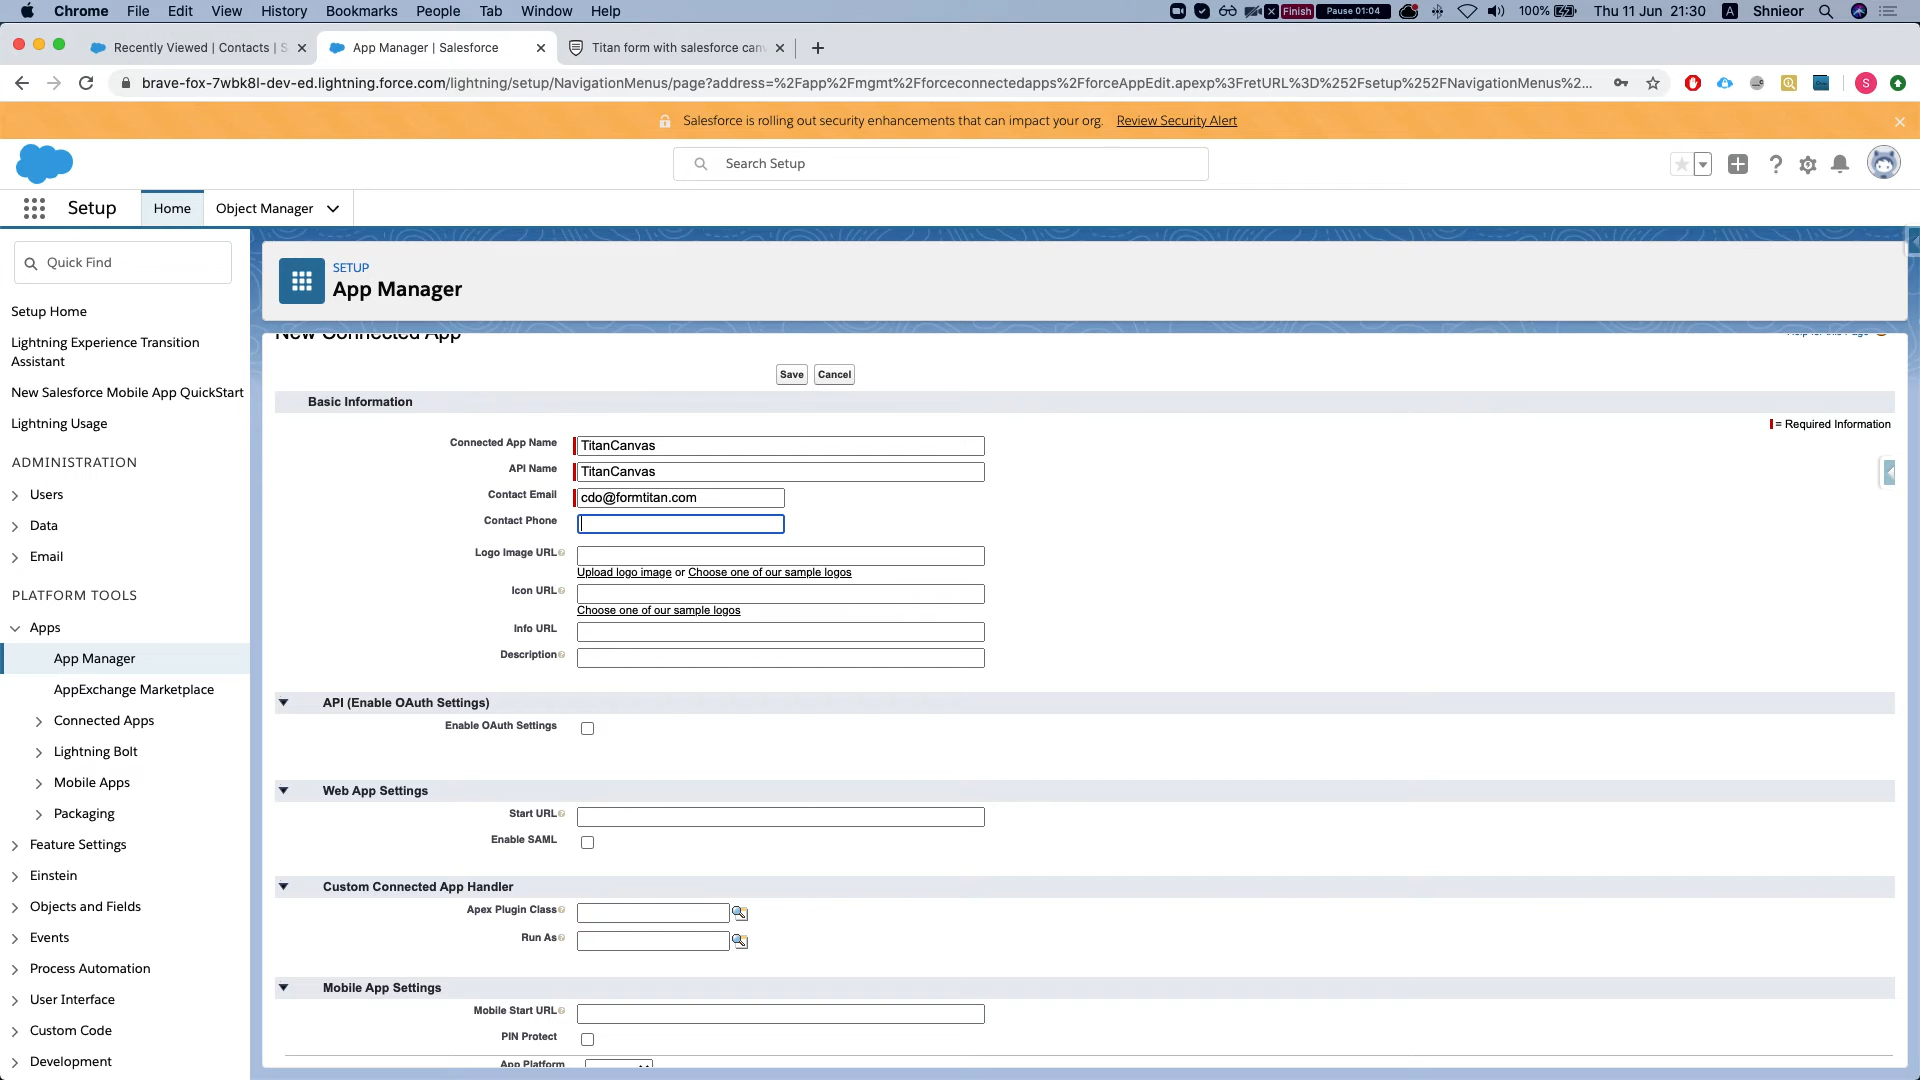 Chrome File Edit View History Bookmarks People Tab Window Help
Finish Pause 01:04 100% Thu 11 Jun 21:30 A Shnieor
Recently Viewed | Contacts | S
App Manager | Salesforce
Titan form with salesforce can
brave-fox-7wbk8l-dev-ed.lightning.force.com/lightning/setup/NavigationMenus/page?address=%2Fapp%2Fmgmt%2Fforceconnectedapps%2FforceAppEdit.apexp%3FretURL%3D%252Fsetup%252FNavigationMenus%2...
S
Salesforce is rolling out security enhancements that can impact your org. Review Security Alert
Search Setup
Setup Home Object Manager
Quick Find
Setup Home
Lightning Experience Transition
Assistant
New Salesforce Mobile App QuickStart
Lightning Usage
ADMINISTRATION
Users
Data
Email
PLATFORM TOOLS
Apps
App Manager
AppExchange Marketplace
Connected Apps
Lightning Bolt
Mobile Apps
Packaging
Feature Settings
Einstein
Objects and Fields
Events
Process Automation
User Interface
Custom Code
Development
SETUP
App Manager
New Connected App
Save Cancel
Basic Information
= Required Information
Connected App Name TitanCanvas
API Name TitanCanvas
Contact Email cdo@formtitan.com
Contact Phone
Logo Image URL
Upload logo image or Choose one of our sample logos
Icon URL
Choose one of our sample logos
Info URL
Description
API (Enable OAuth Settings)
Enable OAuth Settings
Web App Settings
Start URL
Enable SAML
Custom Connected App Handler
Apex Plugin Class
Run As
Mobile App Settings
Mobile Start URL
PIN Protect
App Platform